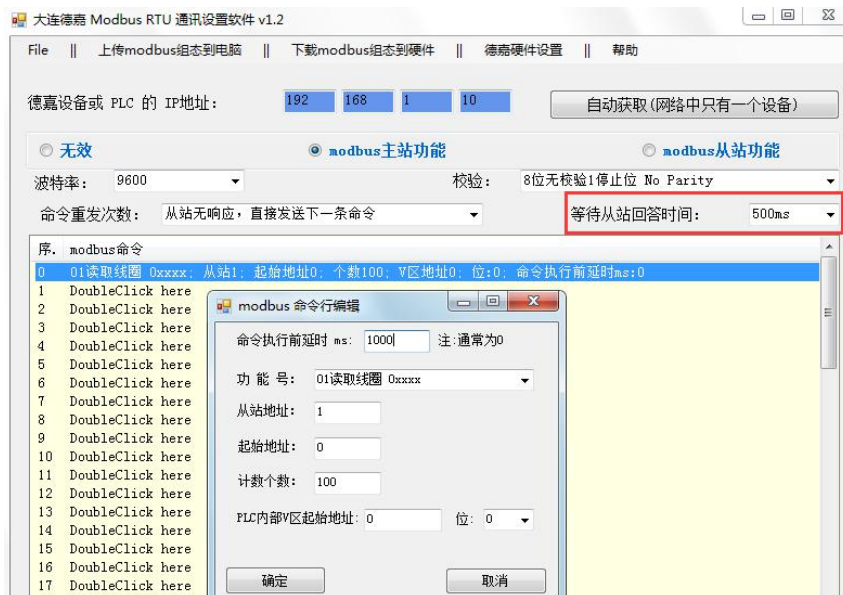 大连德嘉 Modbus RTU 通讯设置软件 v1.2
File || 上传modbus组态到电脑 || 下载modbus组态到硬件 || 德嘉硬件设置 || 帮助
德嘉设备或 PLC 的 IP地址: 192 168 1 10 自动获取(网络中只有一个设备)
无效 modbus主站功能 modbus从站功能
波特率: 9600 校验: 8位无校验1停止位 No Parity
命令重发次数: 从站无响应，直接发送下一条命令 等待从站回答时间: 500ms
序. modbus命令
0 01读取线圈 0xxxx; 从站1; 起始地址0; 个数100; V区地址0; 位:0; 命令执行前延时ms:0
1 DoubleClick here
2 DoubleClick here
3 DoubleClick here
4 DoubleClick here
5 DoubleClick here
6 DoubleClick here
7 DoubleClick here
8 DoubleClick here
9 DoubleClick here
10 DoubleClick here
11 DoubleClick here
12 DoubleClick here
13 DoubleClick here
14 DoubleClick here
15 DoubleClick here
16 DoubleClick here
17 DoubleClick here
modbus 命令行编辑
命令执行前延时 ms: 1000 注:通常为0
功 能 号: 01读取线圈 0xxxx
从站地址: 1
起始地址: 0
计数个数: 100
PLC内部V区起始地址: 0 位: 0
确定 取消